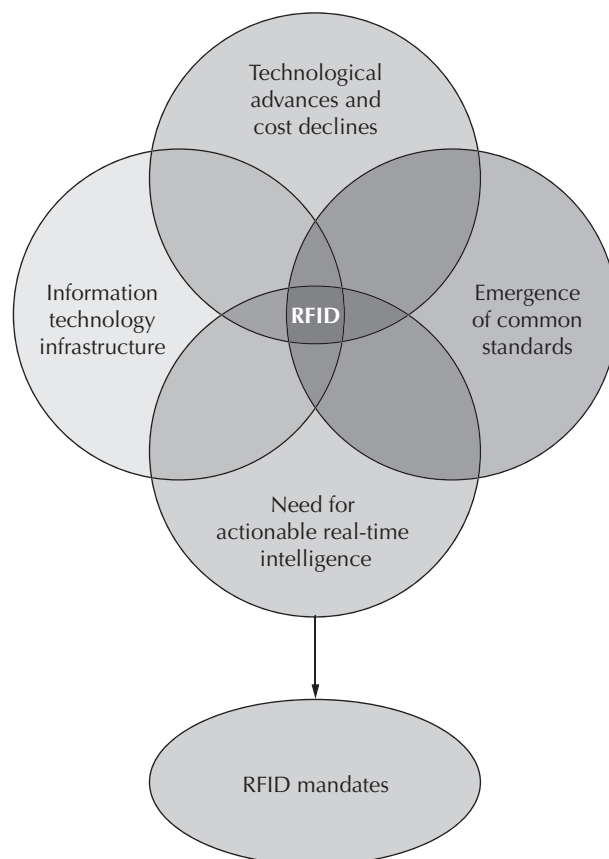 Technological
advances and
cost declines
Information
technology
infrastructure
RFID
Emergence
of common
standards
Need for
actionable real-time
intelligence
RFID mandates